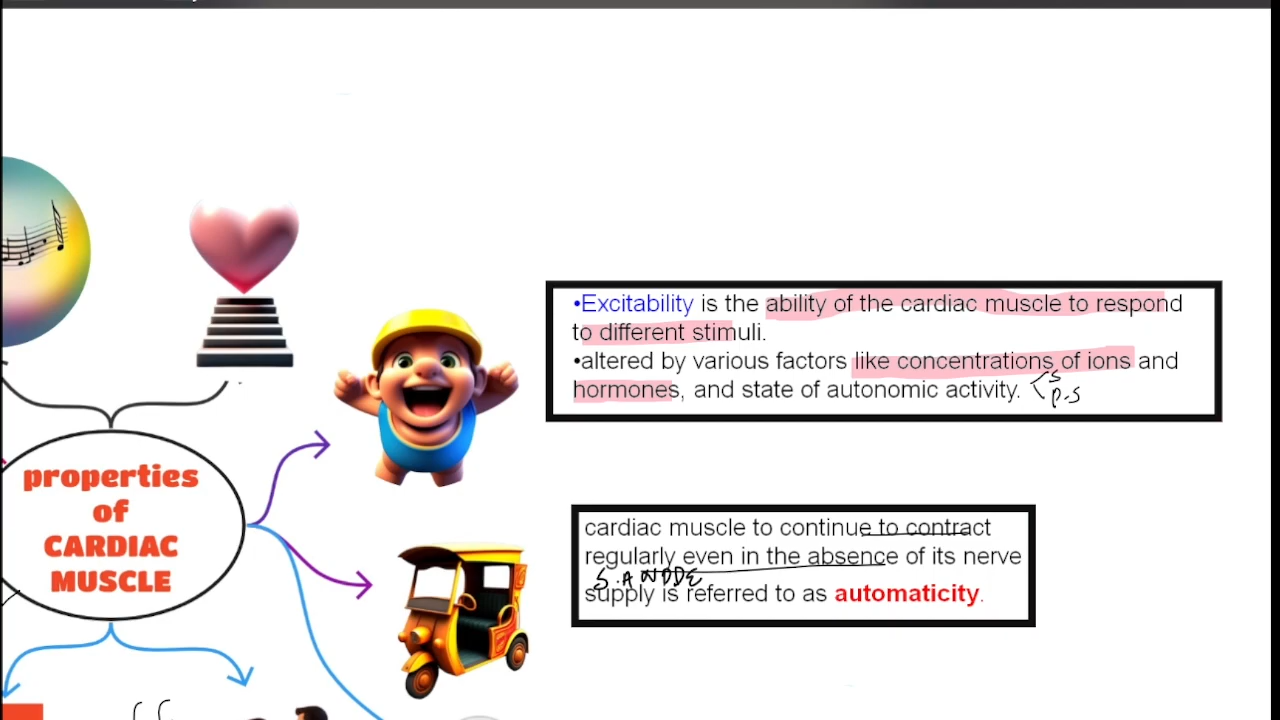 •Excitability is the ability of the cardiac muscle to respond
to different stimuli.
•altered by various factors like concentrations of ions and
hormones, and state of autonomic activity.
S
P-S
properties
of
CARDIAC
MUSCLE
cardiac muscle to continue to contract
regularly even in the absence of its nerve
S.A NODE
supply is referred to as automaticity.